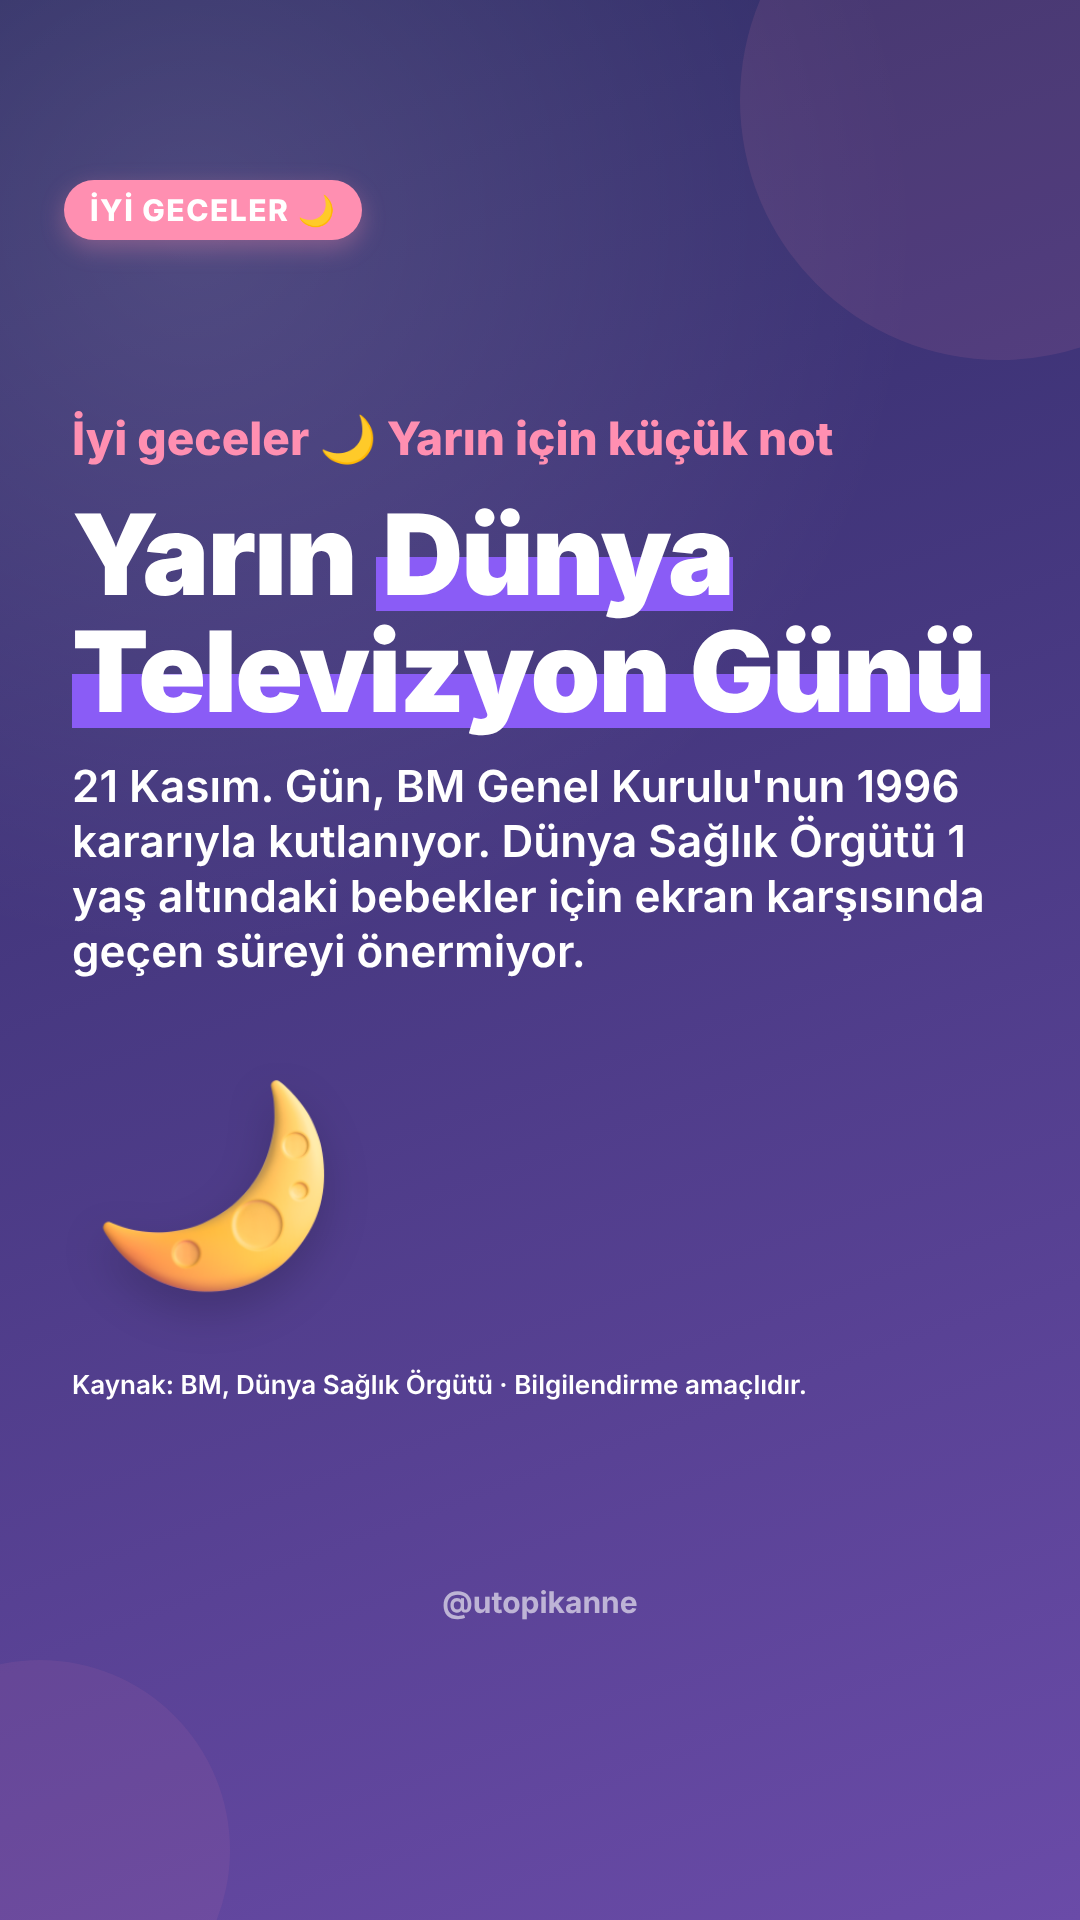 İYİ GECELER 🌙
İyi geceler 🌙 Yarın için küçük not
Yarın Dünya
Televizyon Günü
21 Kasım. Gün, BM Genel Kurulu'nun 1996
kararıyla kutlanıyor. Dünya Sağlık Örgütü 1
yaş altındaki bebekler için ekran karşısında
geçen süreyi önermiyor.
Kaynak: BM, Dünya Sağlık Örgütü · Bilgilendirme amaçlıdır.
@utopikanne